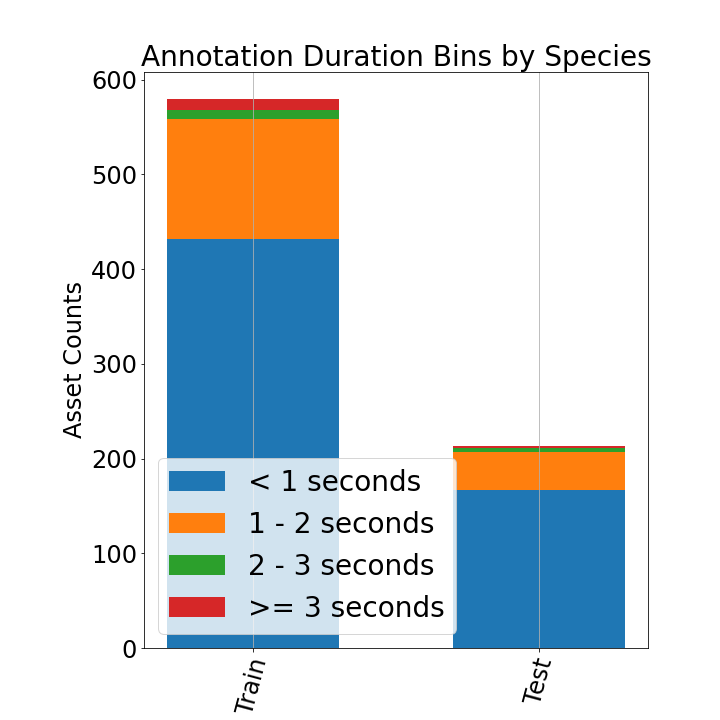 Annotation Duration Bins by Species
600
500
400
300
200
100
0
Asset Counts
< 1 seconds
1 - 2 seconds
2 - 3 seconds
>= 3 seconds
Train
Test